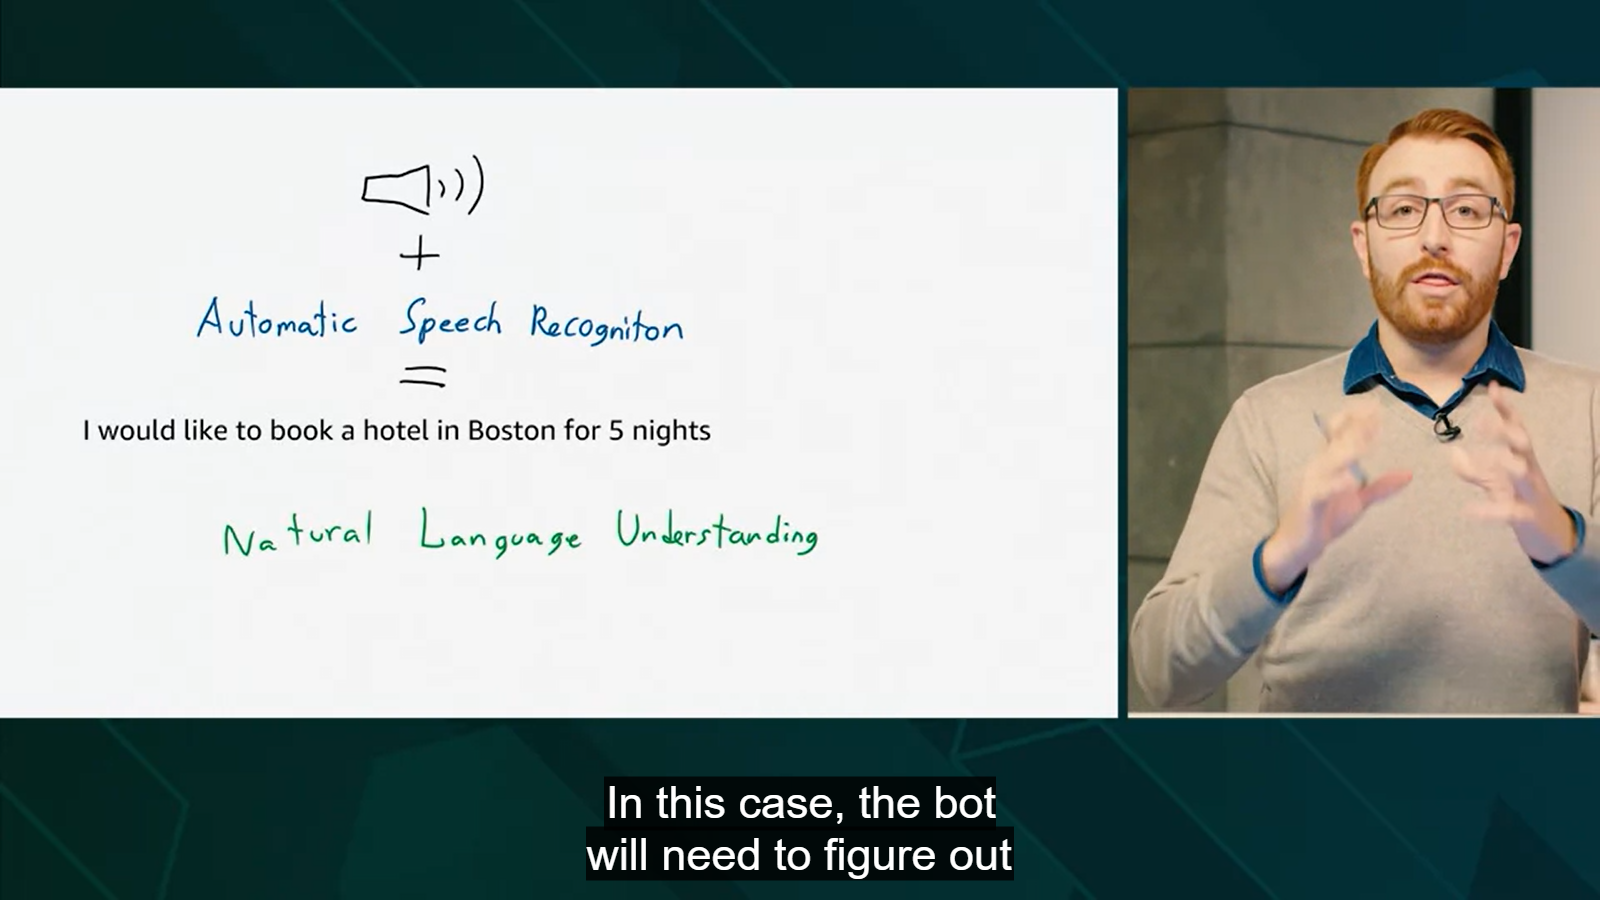 +
Automatic Speech Recogniton
=
I would like to book a hotel in Boston for 5 nights
Natural Language Understanding
In this case, the bot
will need to figure out